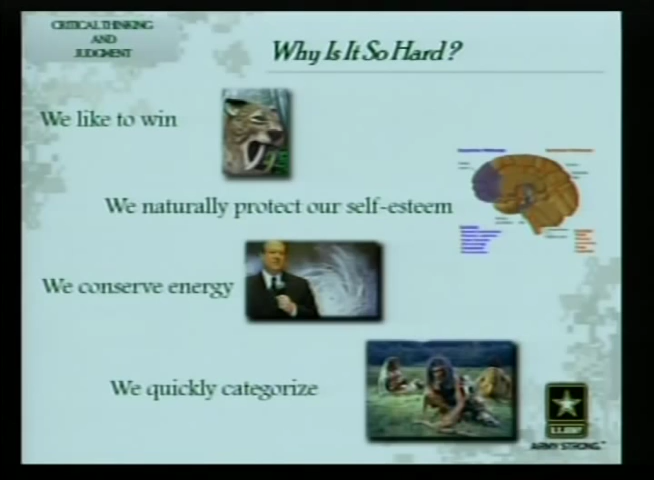 CRITICAL THINKING
AND
JUDGMENT
Why Is It So Hard?
We like to win
We naturally protect our self-esteem
We conserve energy
We quickly categorize
U.S. ARMY
ARMY STRONG.™